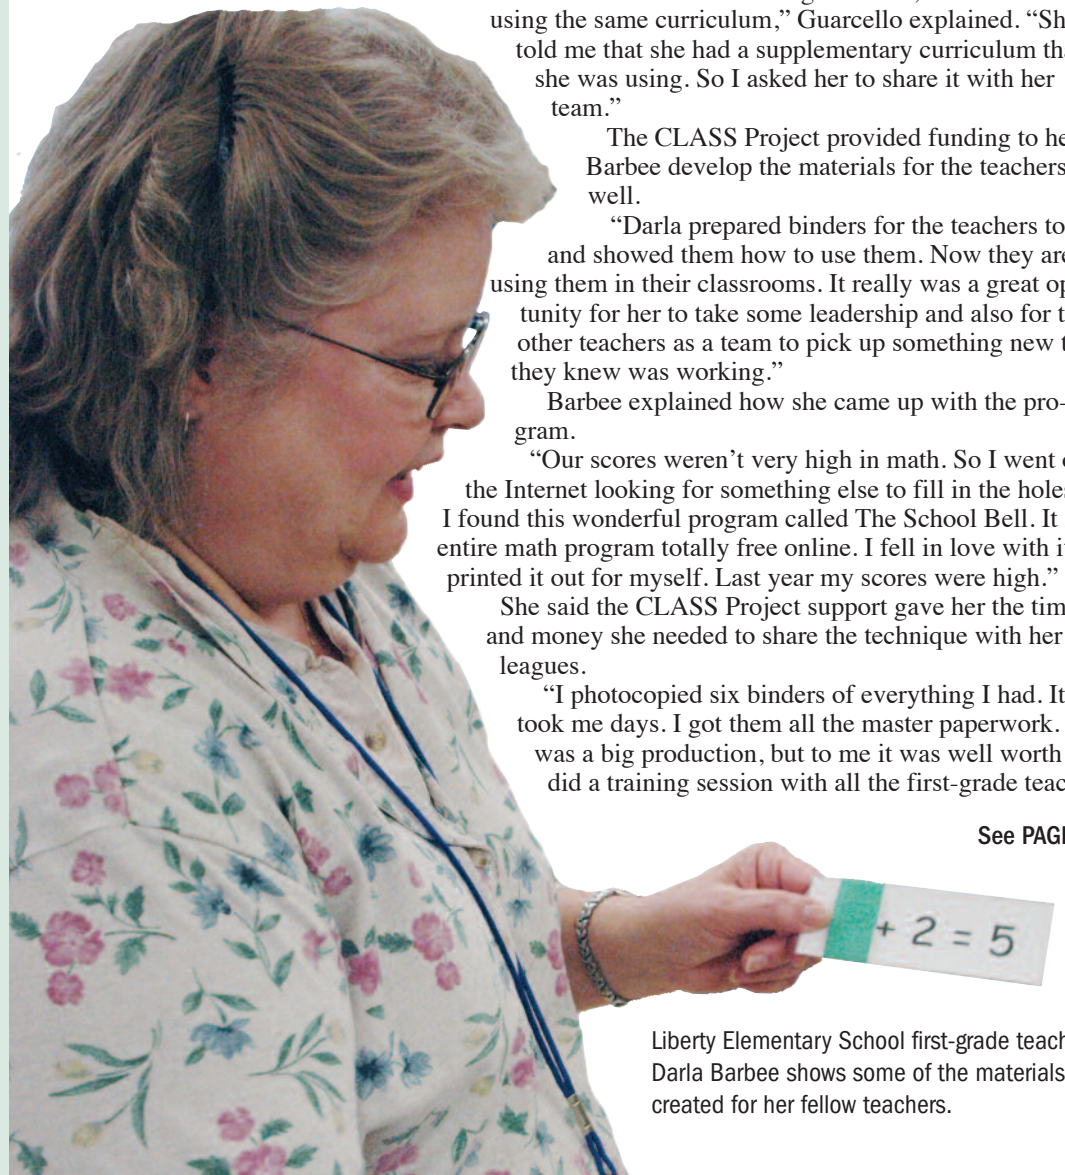 using the same curriculum,” Guarcello explained. “Sh
told me that she had a supplementary curriculum tha
she was using. So I asked her to share it with her
team.”
The CLASS Project provided funding to he
Barbee develop the materials for the teachers
well.
“Darla prepared binders for the teachers to
and showed them how to use them. Now they are
using them in their classrooms. It really was a great op
tunity for her to take some leadership and also for t
other teachers as a team to pick up something new t
they knew was working.”
Barbee explained how she came up with the pro-
gram.
“Our scores weren’t very high in math. So I went o
the Internet looking for something else to fill in the holes
I found this wonderful program called The School Bell. It
entire math program totally free online. I fell in love with it
printed it out for myself. Last year my scores were high.”
She said the CLASS Project support gave her the tim
and money she needed to share the technique with her
leagues.
“I photocopied six binders of everything I had. It
took me days. I got them all the master paperwork.
was a big production, but to me it was well worth
did a training session with all the first-grade teac
See PAGE
+ 2 = 5
Liberty Elementary School first-grade teach
Darla Barbee shows some of the materials
created for her fellow teachers.